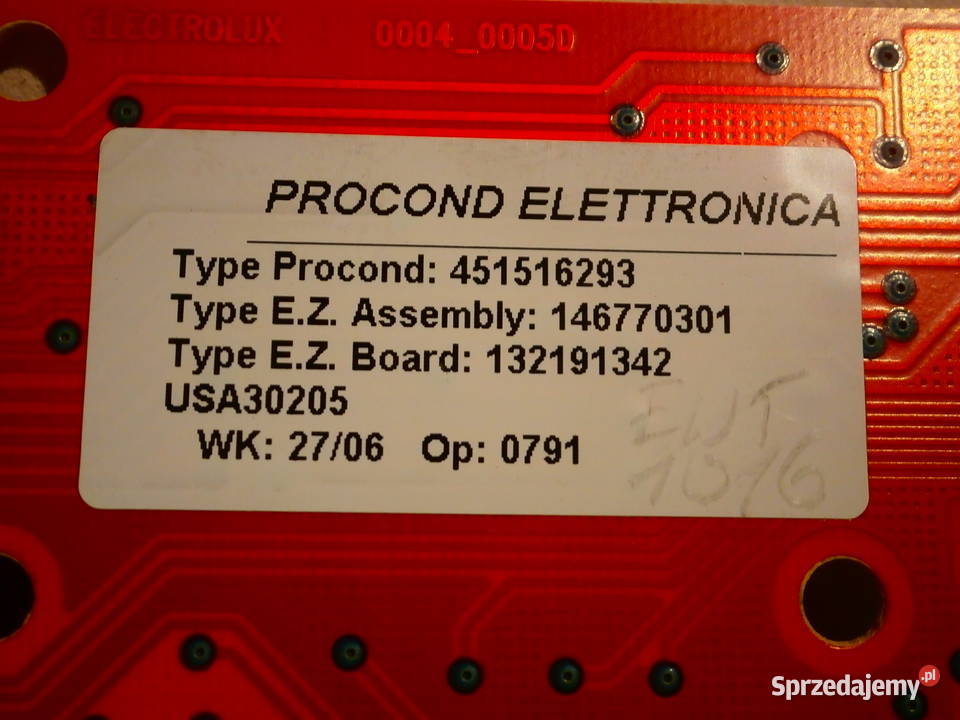 ELECTROLUX 0004_0005D
PROCOND ELETTRONICA
Type Procond: 451516293
Type E.Z. Assembly: 146770301
Type E.Z. Board: 132191342
USA30205
WK: 27/06 Op: 0791
Sprzedajemy.pl